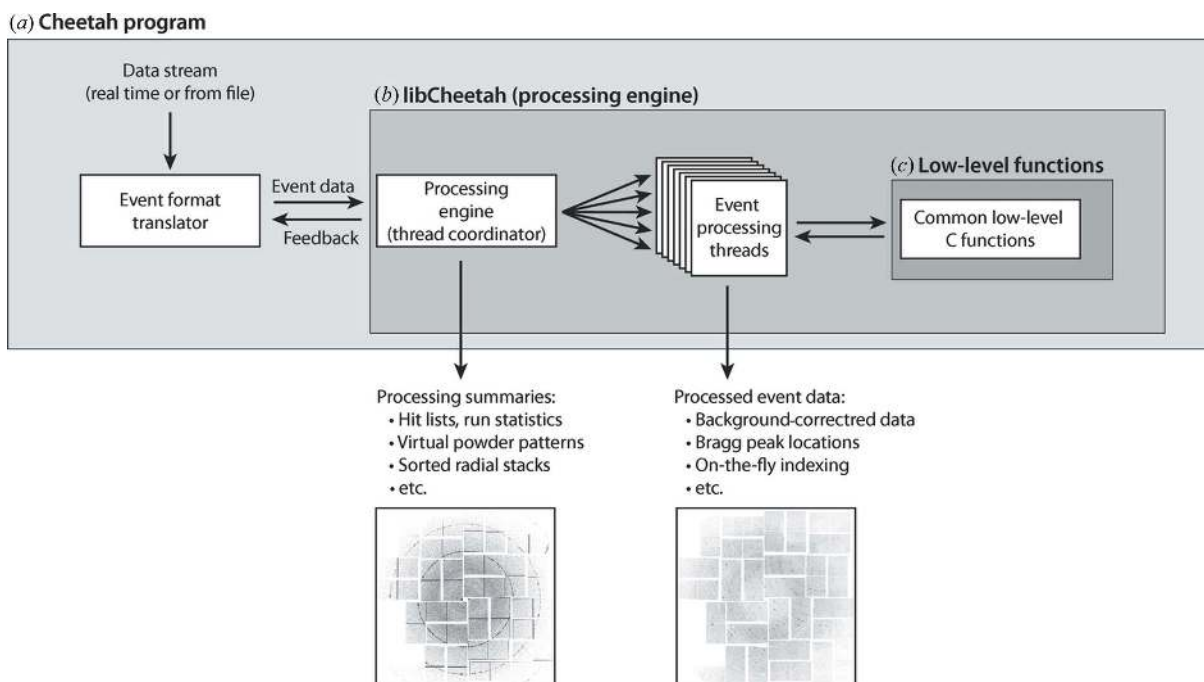 (a) Cheetah program
Data stream
(real time or from file)
(b) libCheetah (processing engine)
(c) Low-level functions
Event format
translator
Event data
Feedback
Processing
engine
(thread coordinator)
Event
processing
threads
Common low-level
C functions
Processing summaries:
• Hit lists, run statistics
• Virtual powder patterns
• Sorted radial stacks
• etc.
Processed event data:
• Background-correctred data
• Bragg peak locations
• On-the-fly indexing
• etc.